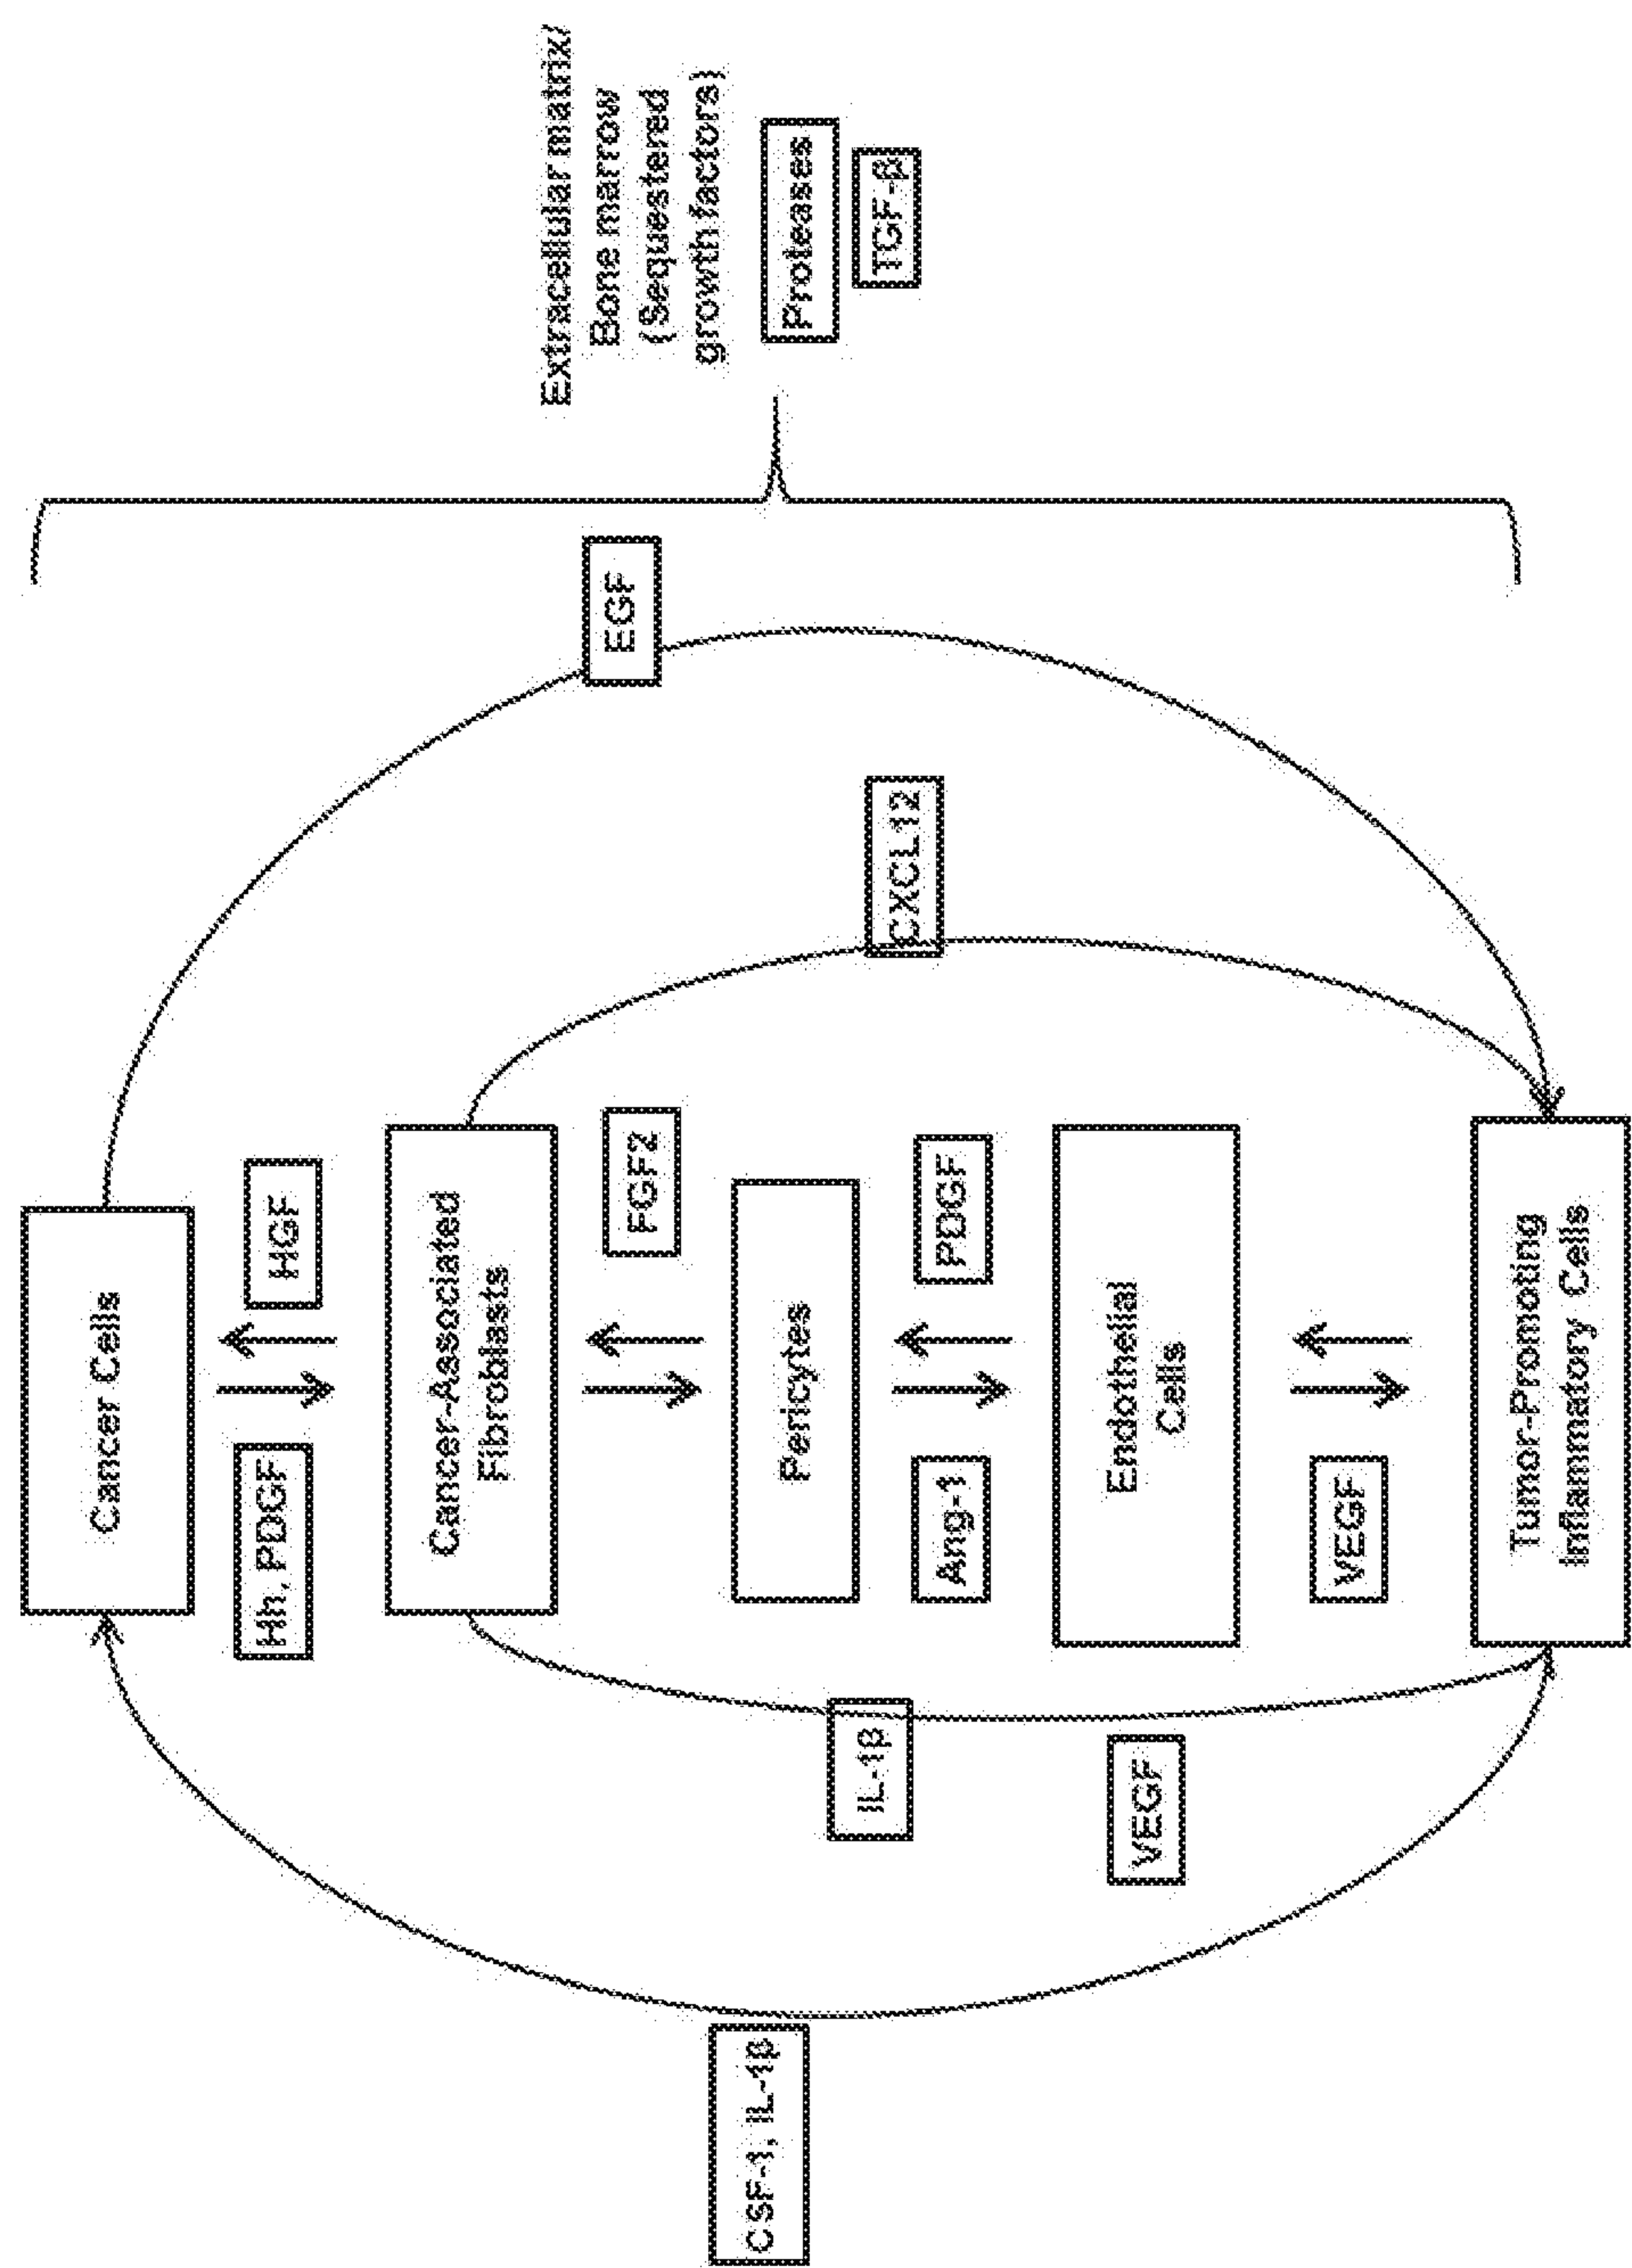 Cancer Cells
Hh, PDGF
HGF
Cancer-Associated
Fibroblasts
FGF2
EGF
CSF-1, IL-1β
Pericytes
IL-1β
CXCL12
Ang-1
PDGF
VEGF
Endothelial
Cells
VEGF
Tumor-Promoting
Inflammatory Cells
Extracellular matrix/
Bone marrow
(Sequestered
growth factors)
Proteases
TGF-β